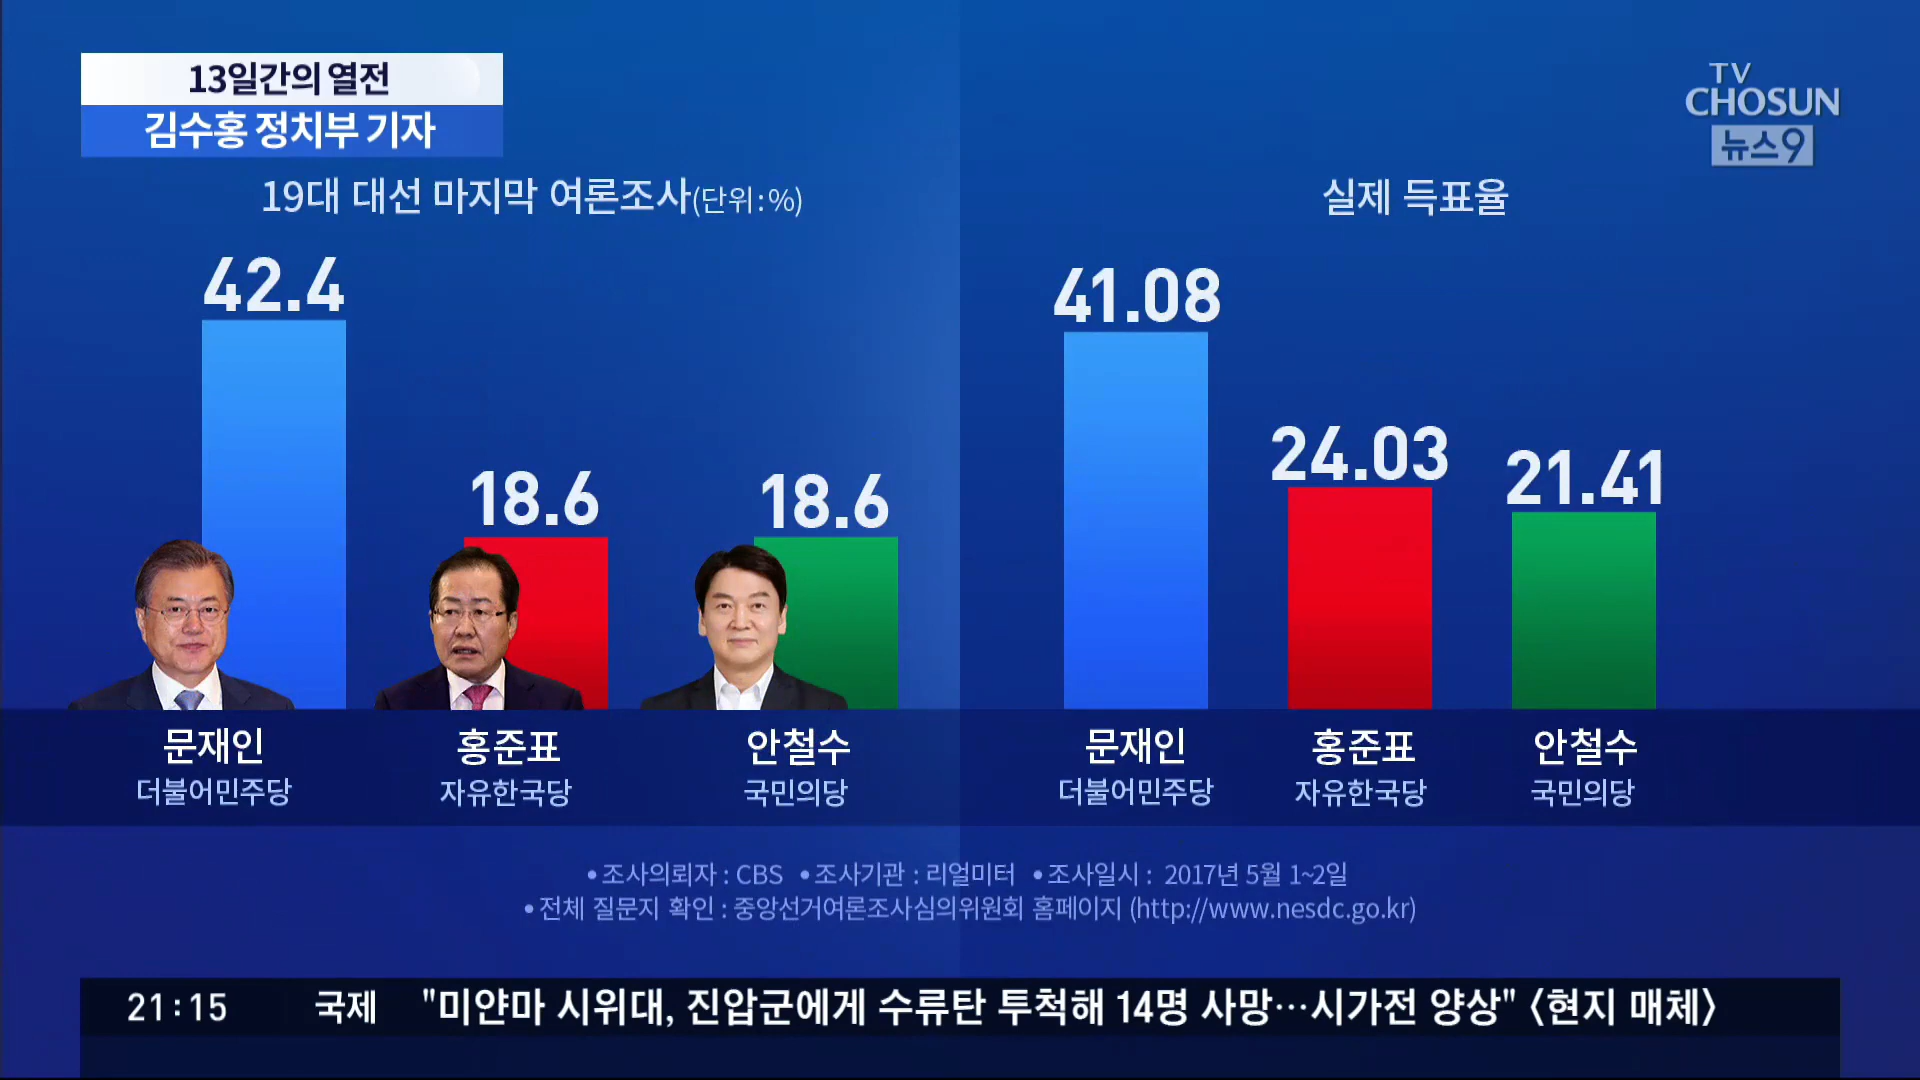 13일간의 열전
김수홍 정치부 기자
TV
CHOSUN
뉴스9
19대 대선 마지막 여론조사(단위:%)
42.4
18.6
18.6
문재인
홍준표
안철수
더불어민주당
자유한국당
국민의당
실제 득표율
41.08
24.03
21.41
문재인
홍준표
안철수
더불어민주당
자유한국당
국민의당
•조사의뢰자 : CBS •조사기관 : 리얼미터 •조사일시 : 2017년 5월 1~2일
•전체 질문지 확인 : 중앙선거여론조사심의위원회 홈페이지 (http://www.nesdc.go.kr)
21:15 국제 "미얀마 시위대, 진압군에게 수류탄 투척해 14명 사망…시가전 양상" 〈현지 매체〉